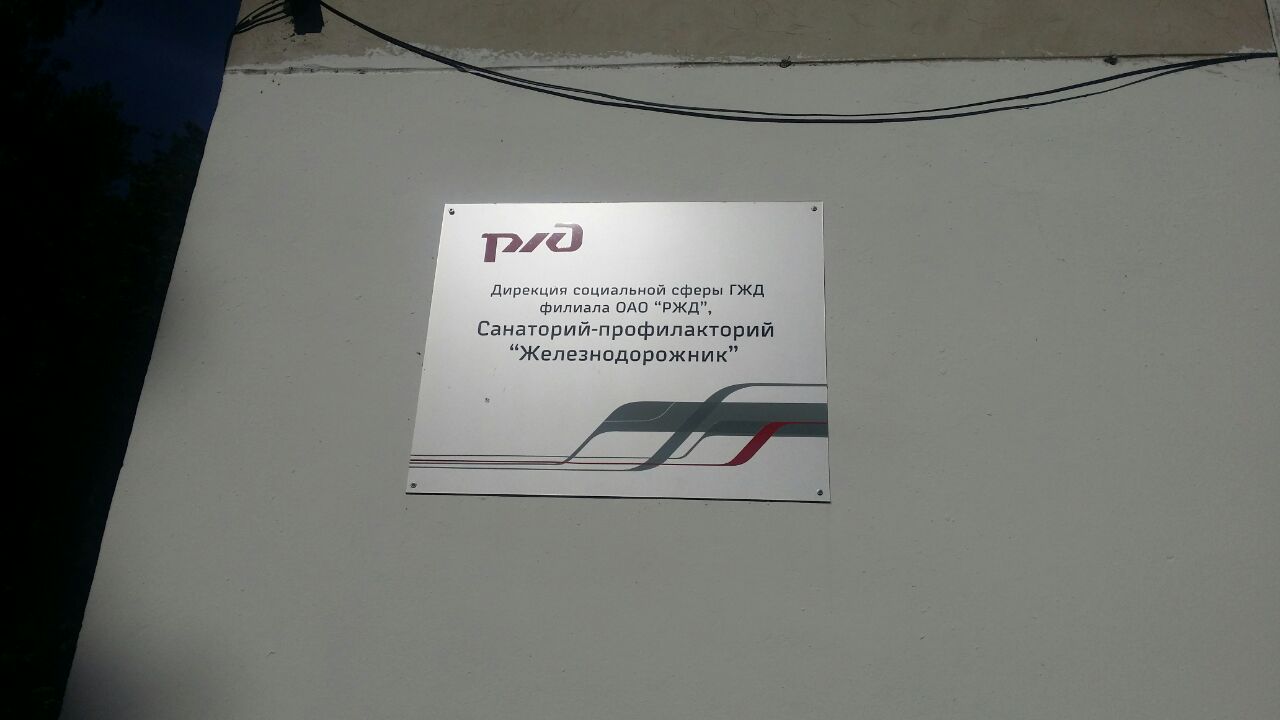 ржд
Дирекция социальной сферы ГЖД
филиала ОАО “РЖД”,
Санаторий-профилакторий
“Железнодорожник”